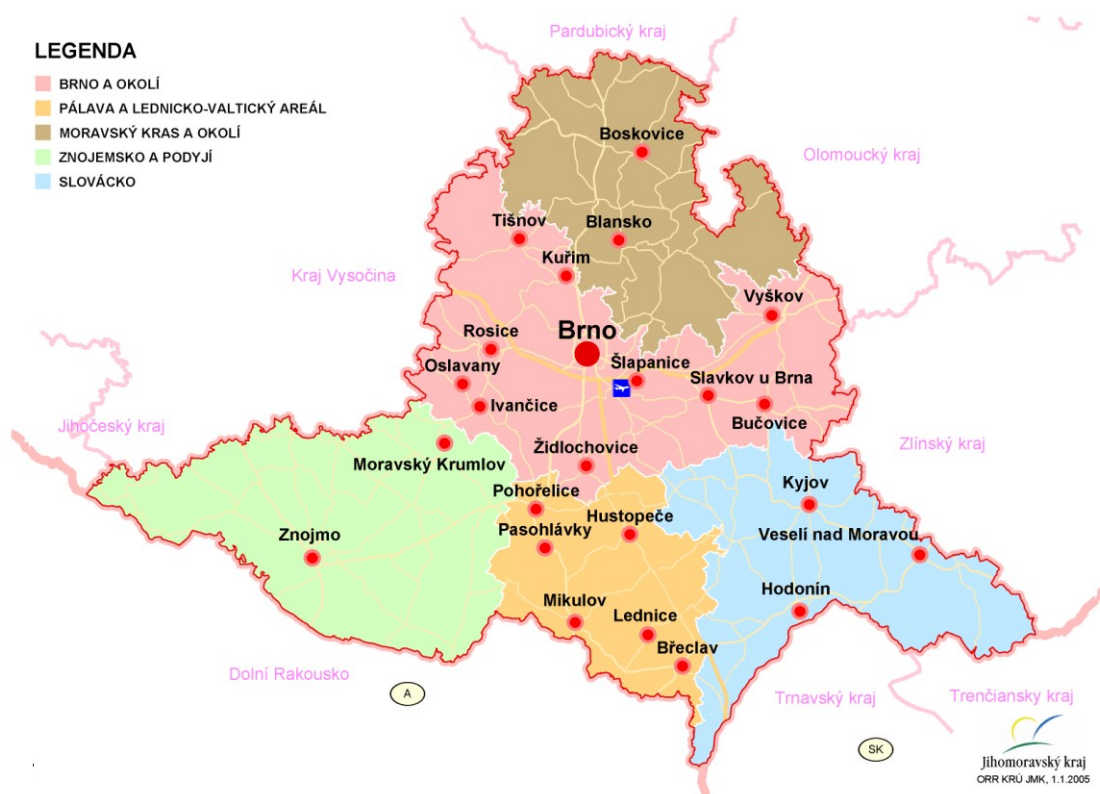 Pardubický kraj
LEGENDA
BRNO A OKOLÍ
PÁLAVA A LEDNICKO-VALTICKÝ AREÁL
MORAVSKÝ KRAS A OKOLÍ
ZNOJEMSKO A PODYJÍ
SLOVÁCKO
Boskovice
Olomoucký kraj
Tišnov
Blansko
Kuřim
Kraj Vysočina
Vyškov
Brno
Rosice
Šlapanice
Oslavany
Slavkov u Brna
Ivančice
Bučovice
Jihočeský kraj
Zlínský kraj
Židlochovice
Moravský Krumlov
Kyjov
Pohořelice
Hustopeče
Pasohlávky
Znojmo
Veselí nad Moravou
Hodonín
Mikulov
Lednice
Břeclav
Dolní Rakousko
A
Trnavský kraj
Trenčiansky kraj
SK
Jihomoravský kraj
ORR KRÚ JMK, 1.1.2005